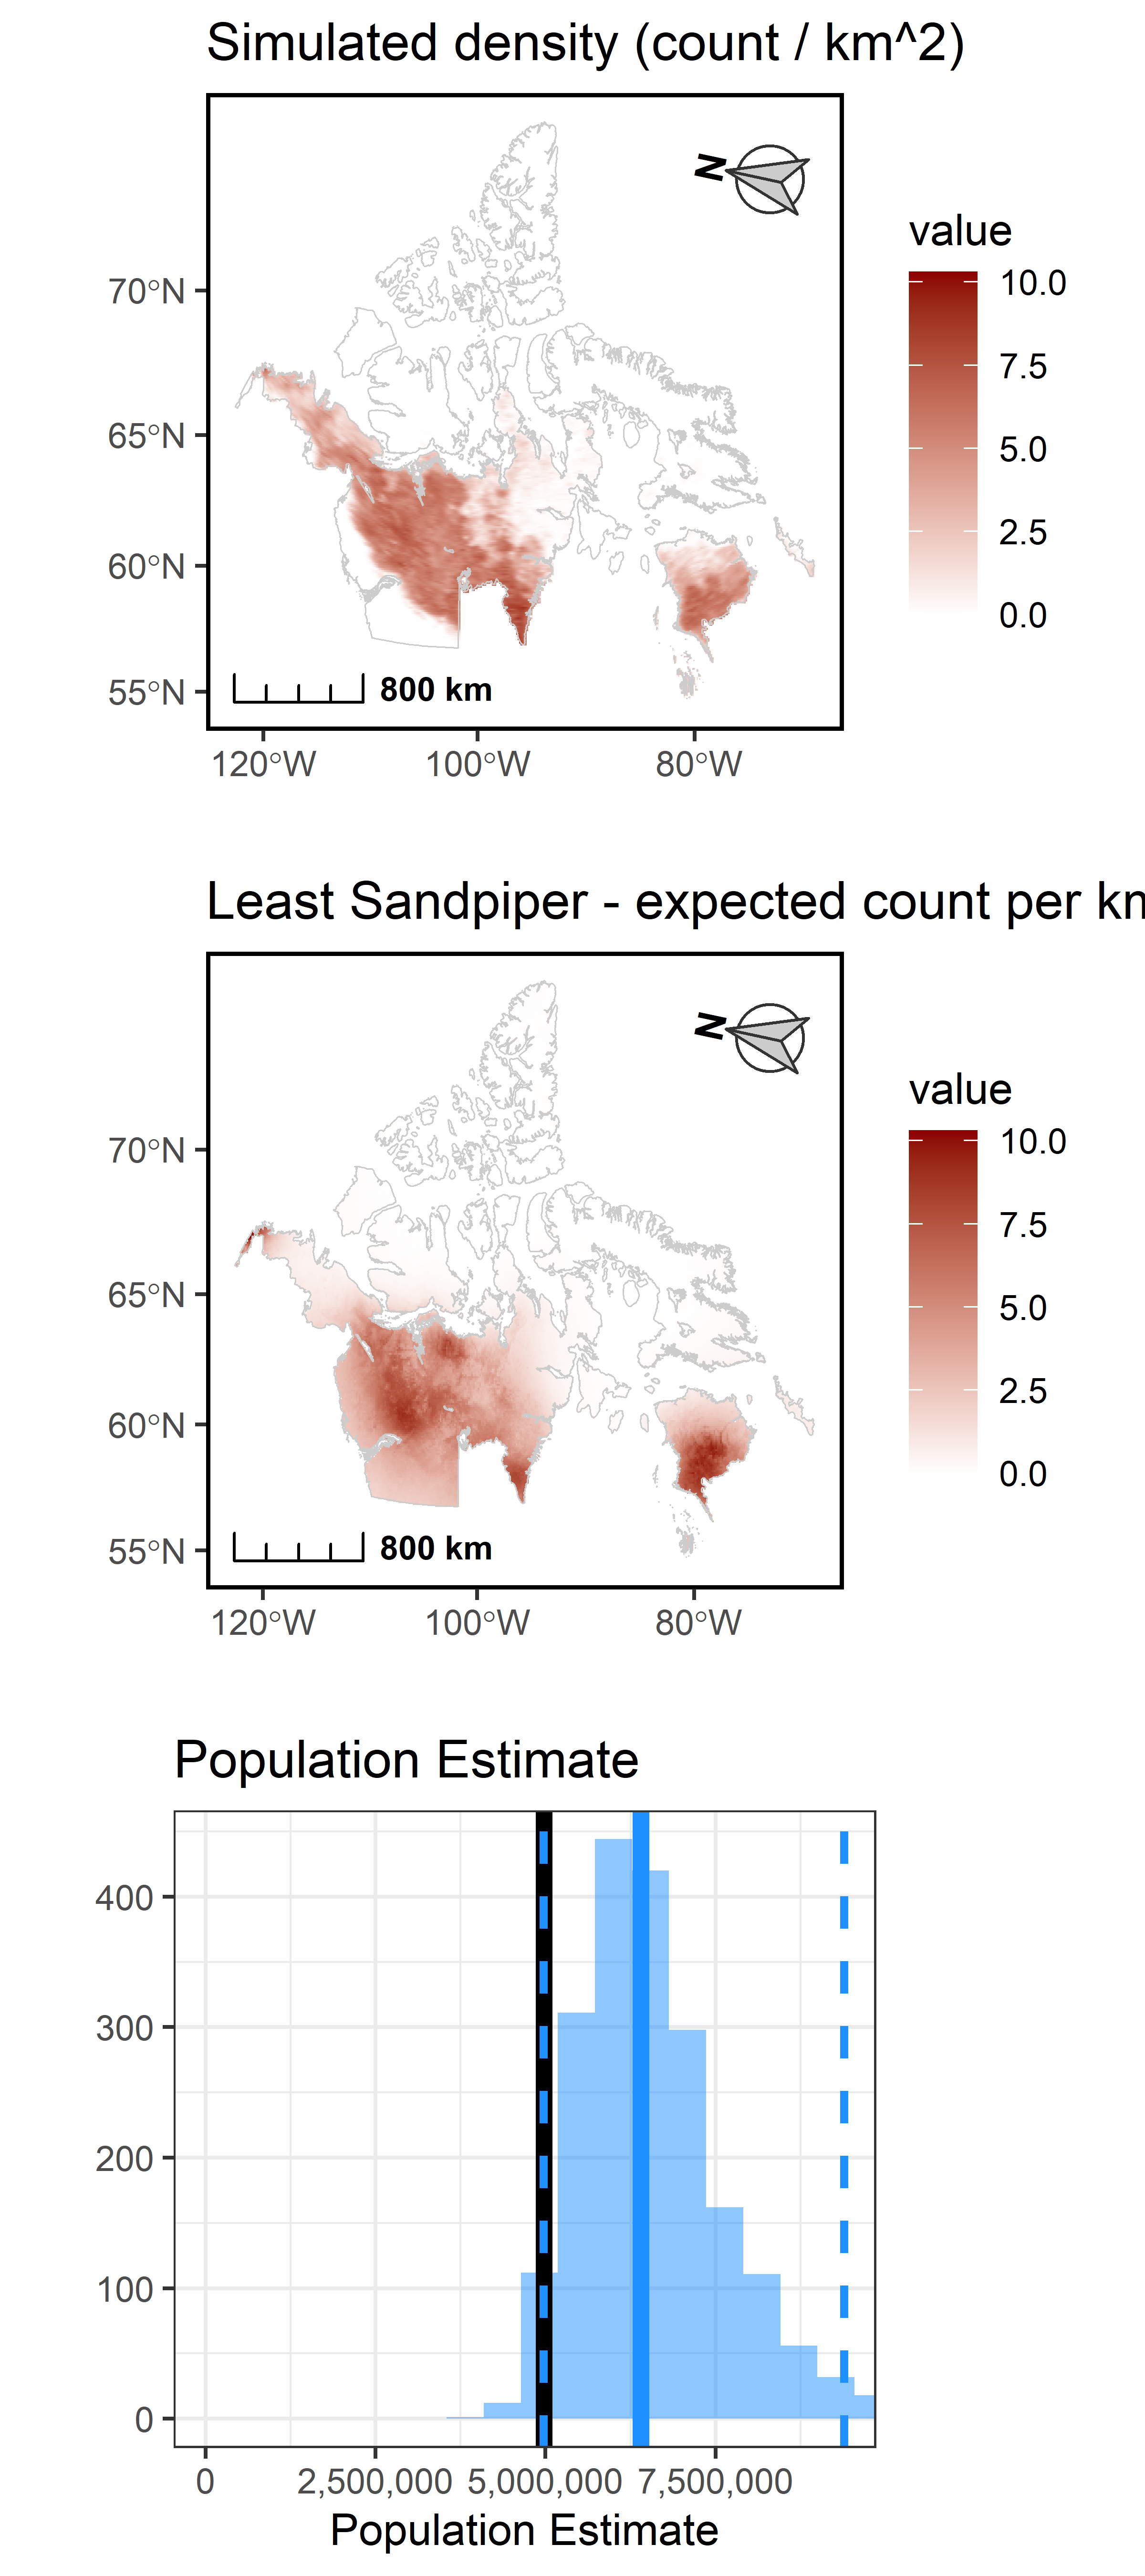 Simulated density (count / km^2)
N
value
10.0
7.5
5.0
2.5
0.0
70°N
65°N
60°N
55°N
800 km
120°W 100°W 80°W
Least Sandpiper - expected count per
N
value
10.0
7.5
5.0
2.5
0.0
70°N
65°N
60°N
55°N
800 km
120°W 100°W 80°W
Population Estimate
400
300
200
100
0
0 2,500,000 5,000,000 7,500,000
Population Estimate